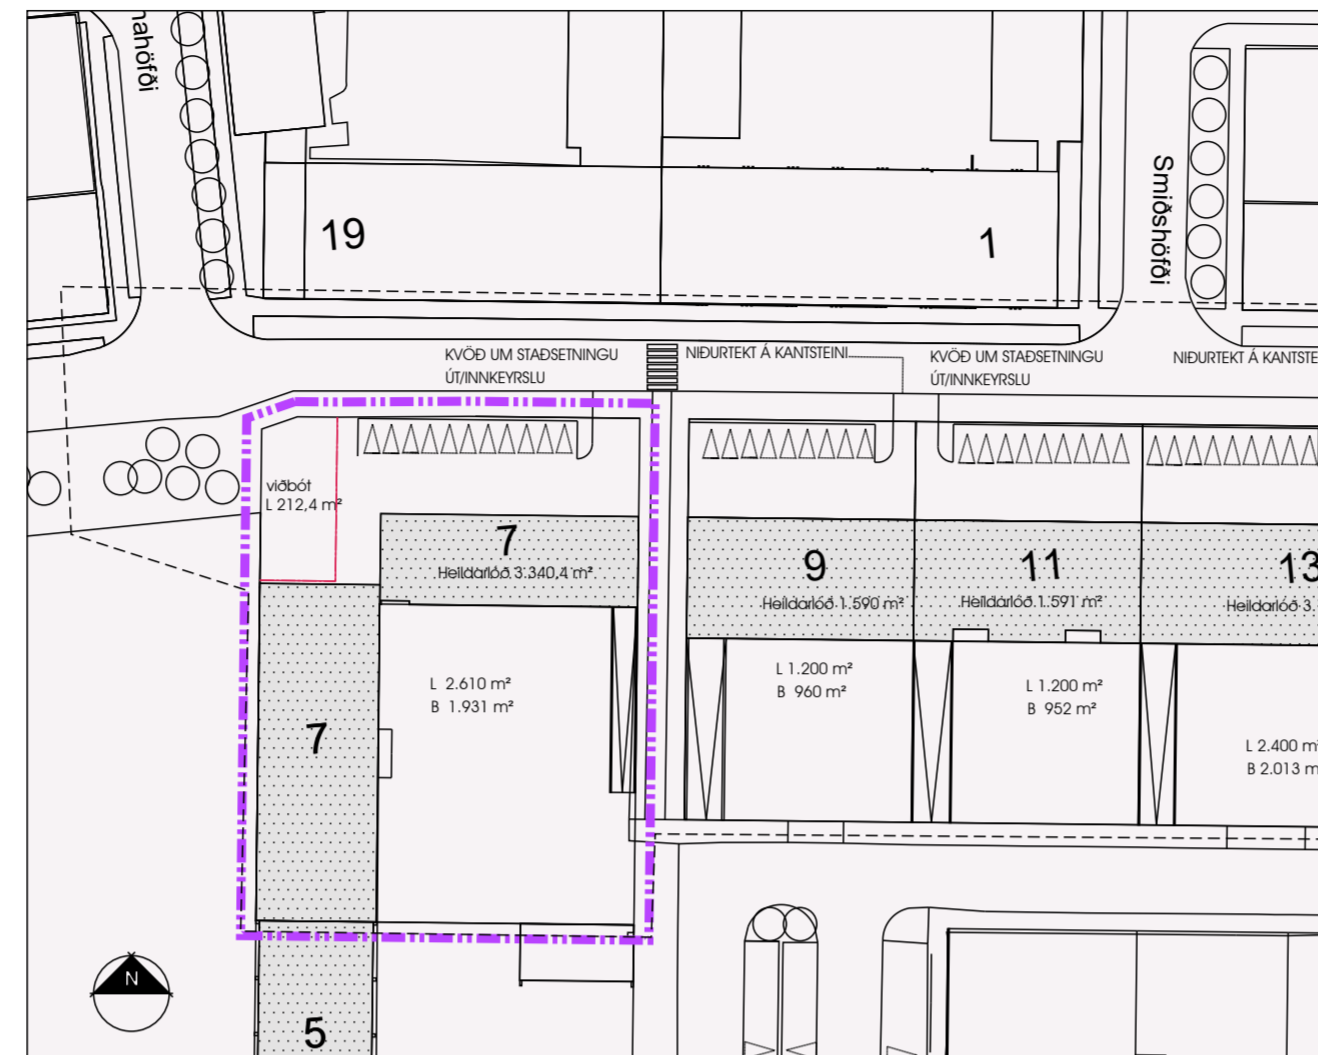 nahöfði
19
1
Smiðshöfði
KVÖÐ UM STAÐSETNINGU
ÚT/INNKEYRSLU
NIÐURTEKT Á KANTSTEINI
KVÖÐ UM STAÐSETNINGU
ÚT/INNKEYRSLU
NIÐURTEKT Á KANTSTE
viðbót
L 212,4 m²
7
Heildarlóð 3.340,4 m²
9
Heildarlóð 1.590 m²
11
Heildarlóð 1.591 m²
13
Heildarlóð 3.
L 2.610 m²
B 1.931 m²
L 1.200 m²
B 960 m²
L 1.200 m²
B 952 m²
L 2.400 m²
B 2.013 m
7
N
5